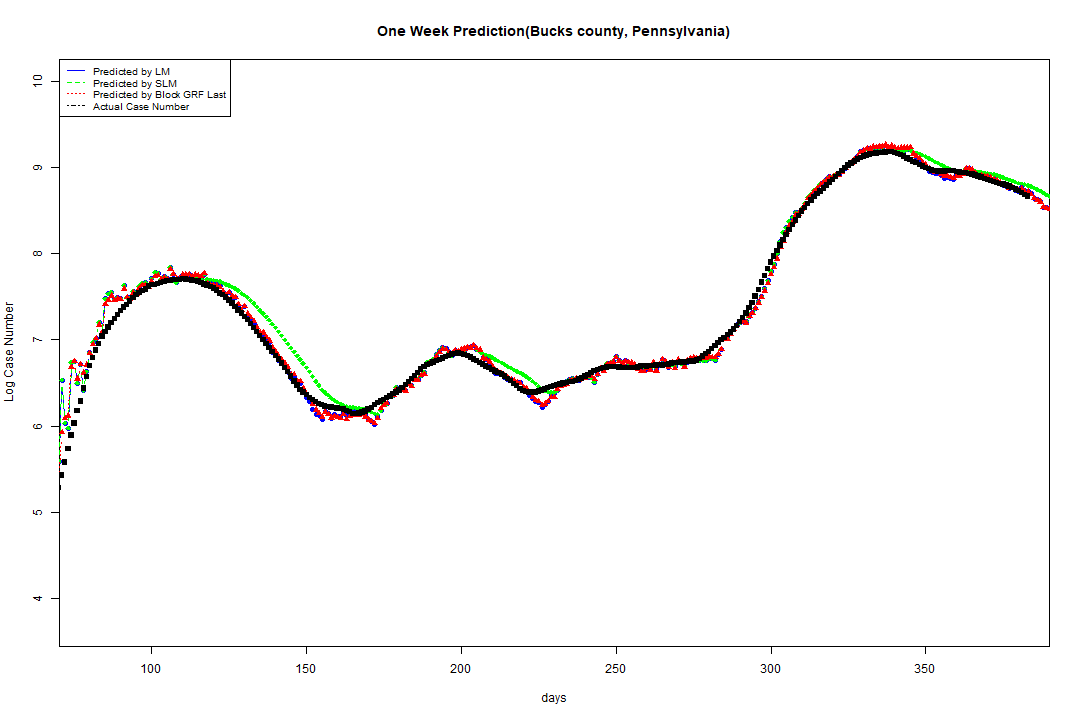 One Week Prediction(Bucks county, Pennsylvania)
Predicted by LM
Predicted by SLM
Predicted by Block GRF Last
Actual Case Number
10
9
8
7
6
5
4
Log Case Number
100 150 200 250 300 350
days